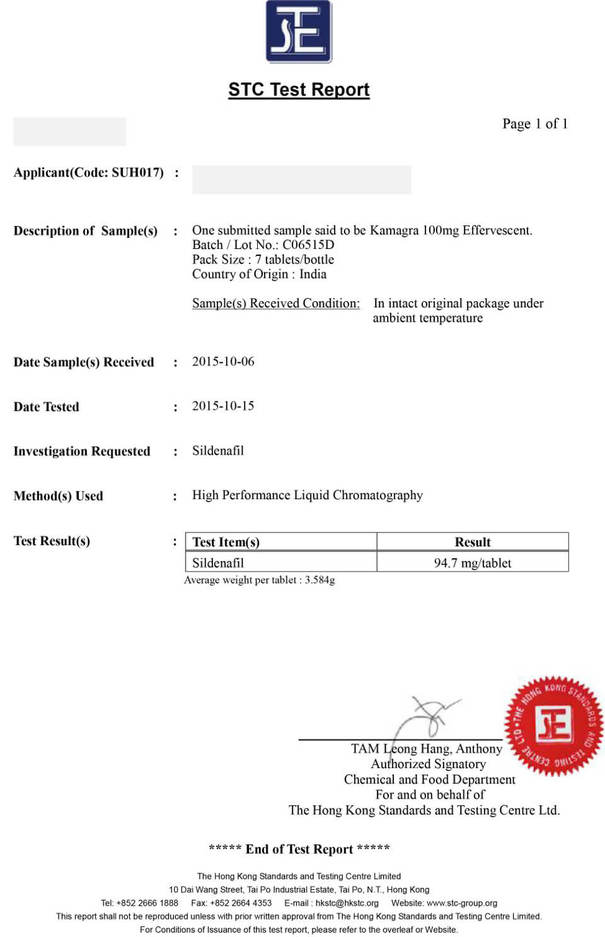 STE
STC Test Report
Page 1 of 1
Applicant(Code: SUH017) :
Description of Sample(s) : One submitted sample said to be Kamagra 100mg Effervescent.
Batch / Lot No.: C06515D
Pack Size : 7 tablets/bottle
Country of Origin : India
Sample(s) Received Condition: In intact original package under
ambient temperature
Date Sample(s) Received : 2015-10-06
Date Tested : 2015-10-15
Investigation Requested : Sildenafil
Method(s) Used : High Performance Liquid Chromatography
Test Result(s) : Test Item(s) Result
Sildenafil 94.7 mg/tablet
Average weight per tablet : 3.584g
THE HONG KONG STANDARDS AND TESTING CENTRE LTD
STE
TAM Leong Hang, Anthony
Authorized Signatory
Chemical and Food Department
For and on behalf of
The Hong Kong Standards and Testing Centre Ltd.
***** End of Test Report *****
The Hong Kong Standards and Testing Centre Limited
10 Dai Wang Street, Tai Po Industrial Estate, Tai Po, N.T., Hong Kong
Tel: +852 2666 1888 Fax: +852 2664 4353 E-mail : hkstc@hkstc.org Website: www.stc-group.org
This report shall not be reproduced unless with prior written approval from The Hong Kong Standards and Testing Centre Limited.
For Conditions of Issuance of this test report, please refer to the overleaf or Website.